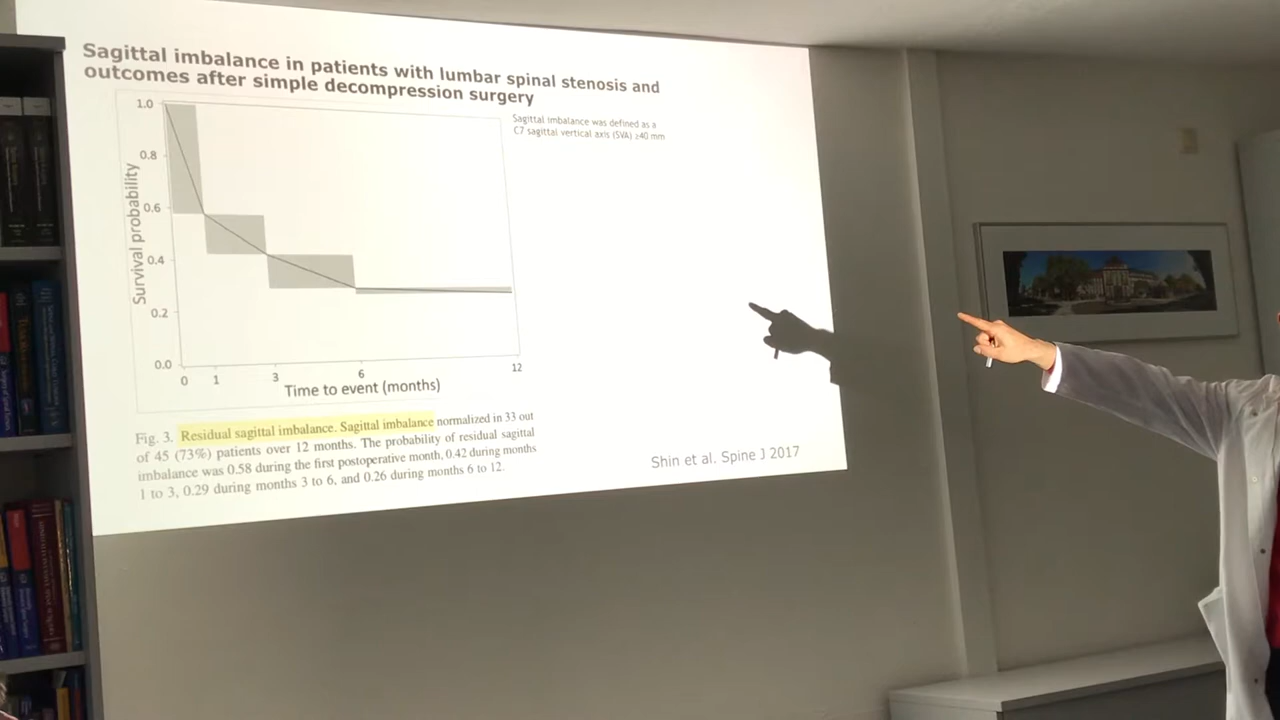 Sagittal imbalance in patients with lumbar spinal stenosis and
outcomes after simple decompression surgery
Sagittal imbalance was defined as a
C7 sagittal vertical axis (SVA) ≥40 mm
Survival probability
1.0
0.8
0.6
0.4
0.2
0.0
0 1 3 6 12
Time to event (months)
Fig. 3. Residual sagittal imbalance. Sagittal imbalance normalized in 33 out
of 45 (73%) patients over 12 months. The probability of residual sagittal
imbalance was 0.58 during the first postoperative month, 0.42 during months
1 to 3, 0.29 during months 3 to 6, and 0.26 during months 6 to 12.
Shin et al. Spine J 2017